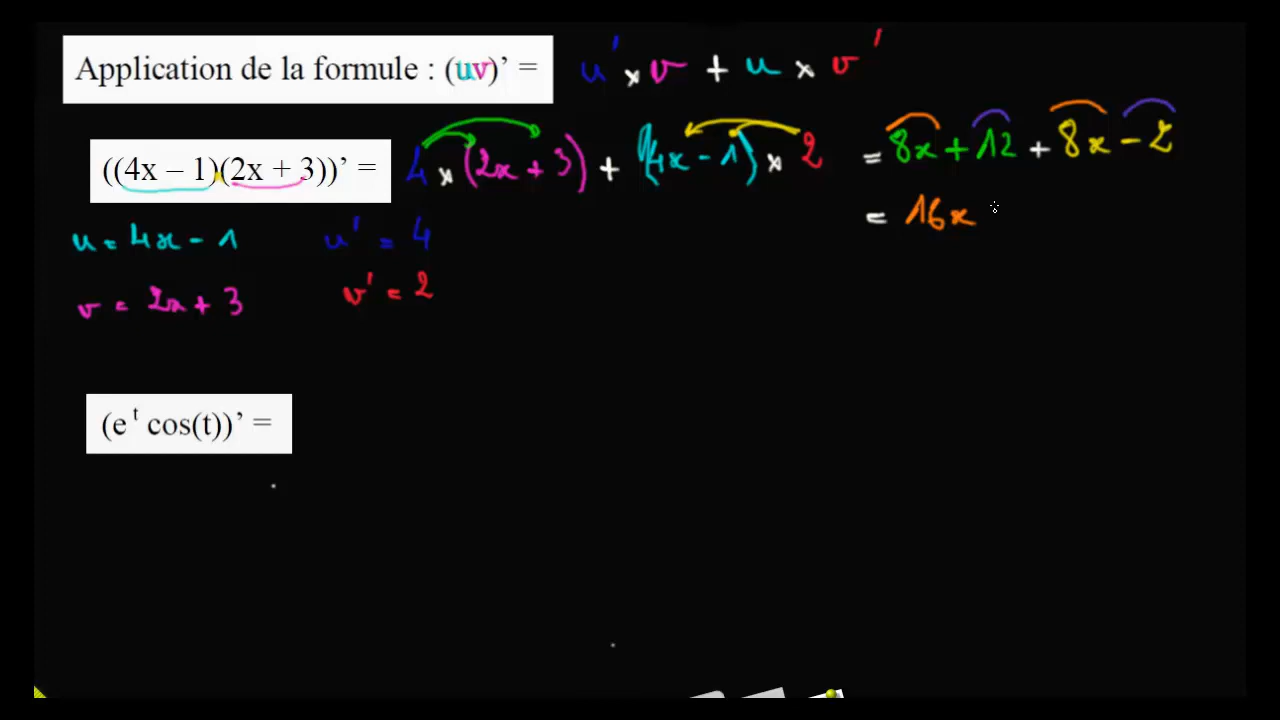 Application de la formule : (uv)’ = u' × v + u × v'
((4x – 1)(2x + 3))’ = 4 × (2x + 3) + (4x - 1) × 2 = 8x + 12 + 8x - 2
= 16x
u = 4x - 1 u' = 4
v = 2x + 3 v' = 2
(e^t cos(t))’ =